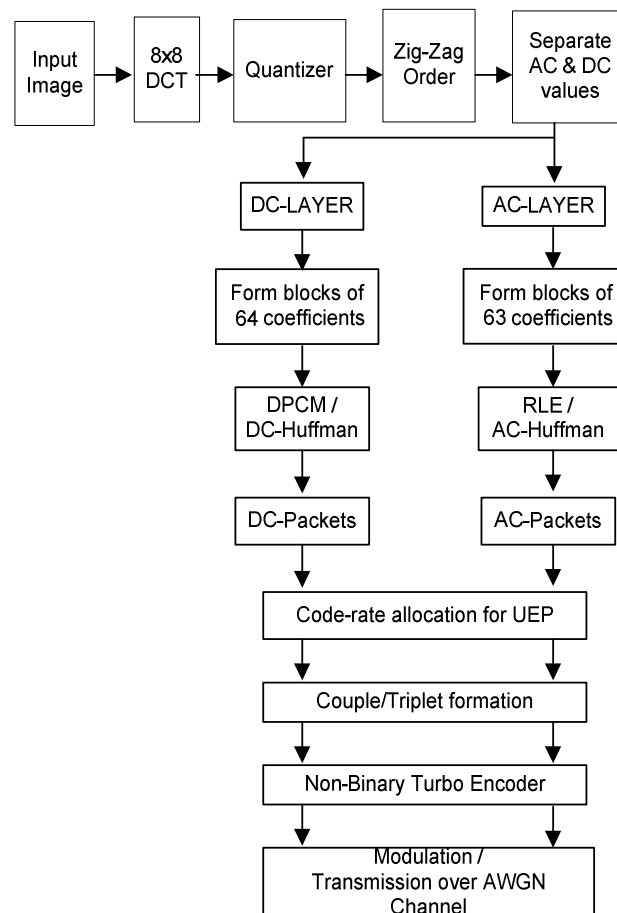 Input
Image
8x8
DCT
Quantizer
Zig-Zag
Order
Separate
AC & DC
values
DC-LAYER
AC-LAYER
Form blocks of
64 coefficients
Form blocks of
63 coefficients
DPCM /
DC-Huffman
RLE /
AC-Huffman
DC-Packets
AC-Packets
Code-rate allocation for UEP
Couple/Triplet formation
Non-Binary Turbo Encoder
Modulation /
Transmission over AWGN
Channel